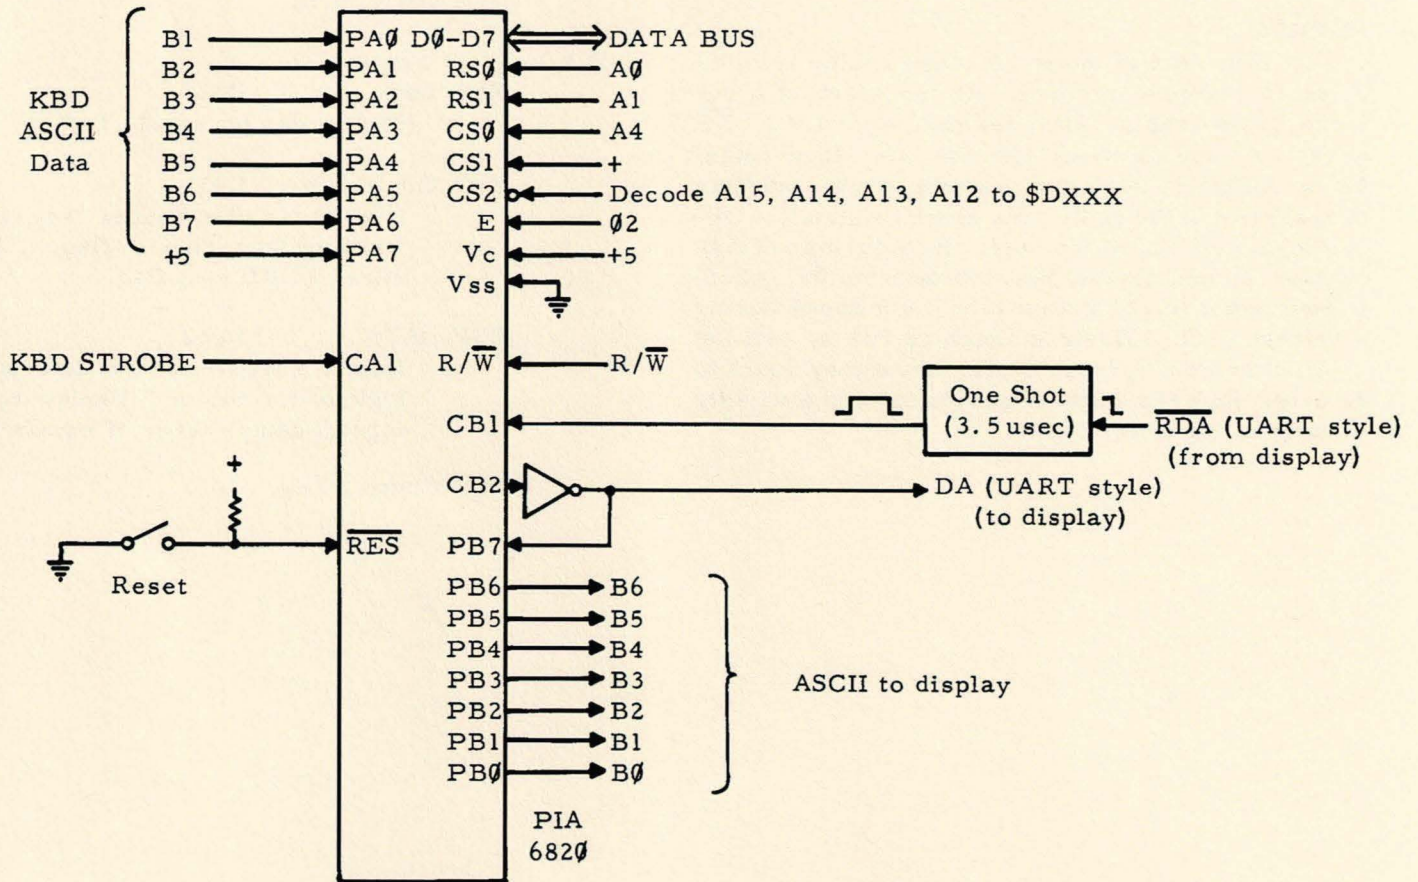 B1 PAØ DØ-D7 DATA BUS
B2 PA1 RSØ AØ
B3 PA2 RS1 A1
B4 PA3 CSØ A4
B5 PA4 CS1 +
B6 PA5 CS2 Decode A15, A14, A13, A12 to $DXXX
B7 PA6 E Ø2
+5 PA7 Vc +5
Vss
KBD
ASCII
Data
KBD STROBE CA1 R/W̅ R/W̅
CB1
One Shot
(3.5usec)
R̅D̅A̅ (UART style)
(from display)
+
CB2 DA (UART style)
(to display)
R̅E̅S̅ PB7
Reset
PB6 B6
PB5 B5
PB4 B4
PB3 B3
PB2 B2
PB1 B1
PBØ BØ
ASCII to display
PIA
682Ø